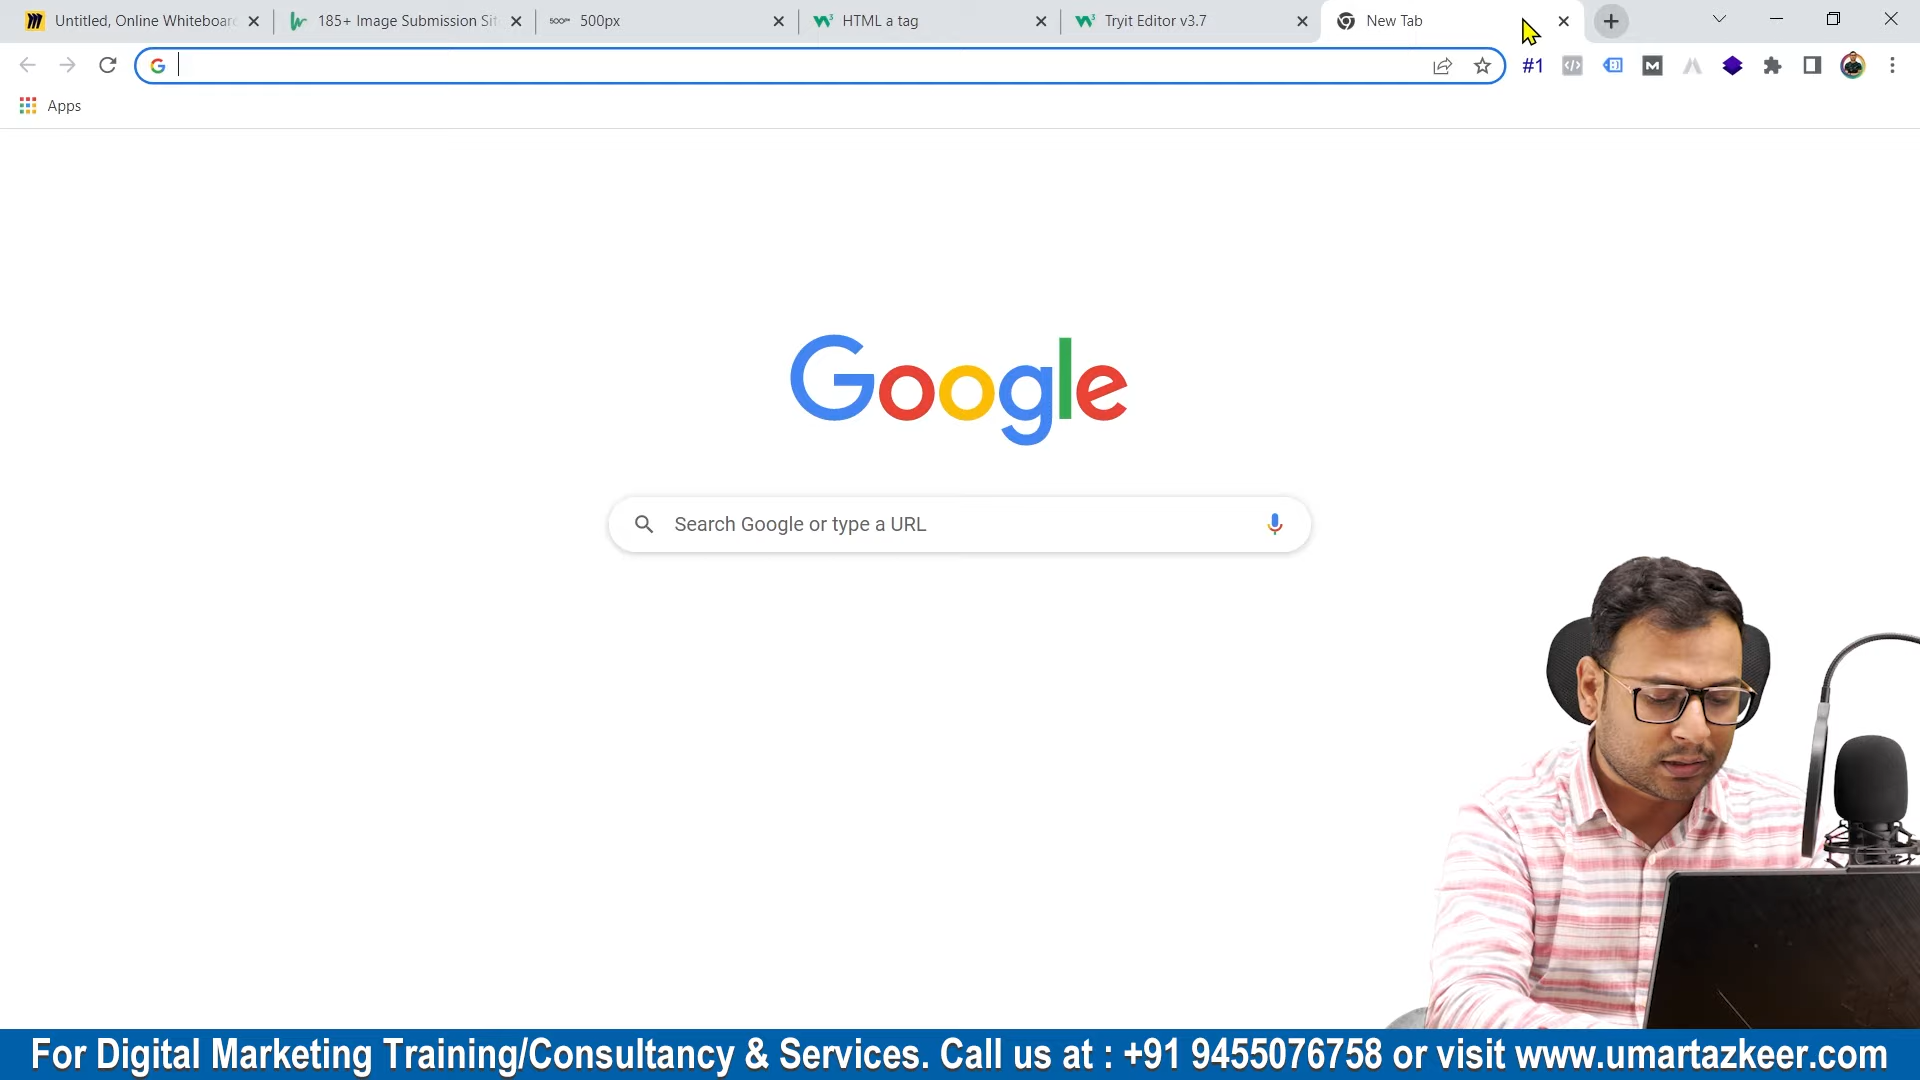 Untitled, Online Whiteboard
185+ Image Submission Sit
500px
HTML a tag
Tryit Editor v3.7
New Tab
#1
Apps
Google
Search Google or type a URL
For Digital Marketing Training/Consultancy & Services. Call us at : +91 9455076758 or visit www.umartazkeer.com